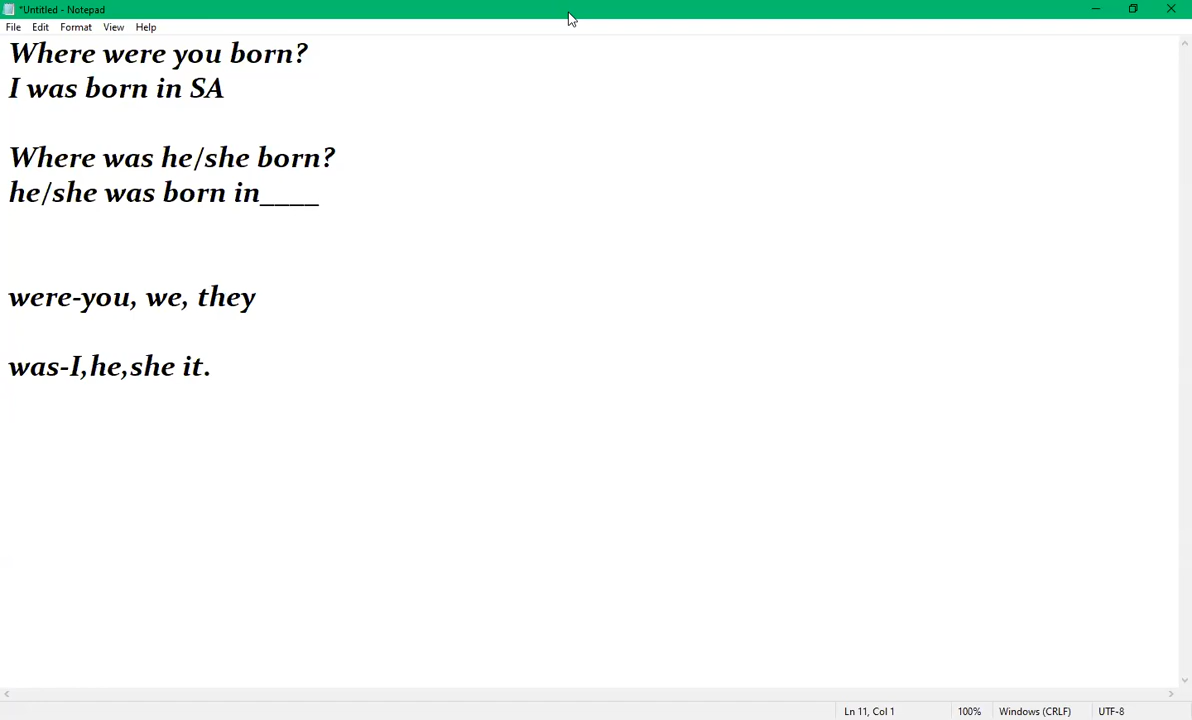 *Untitled - Notepad
File Edit Format View Help
Where were you born?
I was born in SA
Where was he/she born?
he/she was born in____
were-you, we, they
was-I,he,she it.
Ln 11, Col 1 100% Windows (CRLF) UTF-8